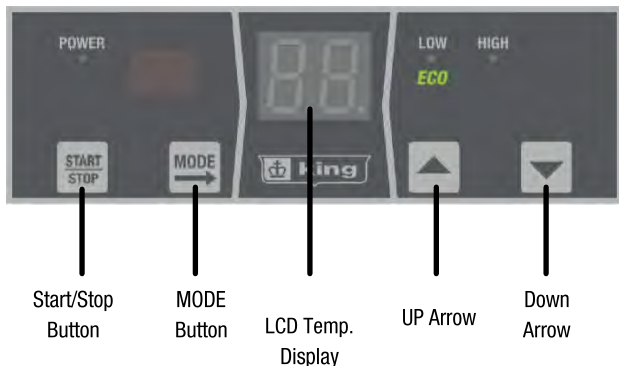 POWER
88
LOW HIGH
ECO
START
STOP
MODE
king
Start/Stop
Button
MODE
Button
LCD Temp.
Display
UP Arrow
Down
Arrow